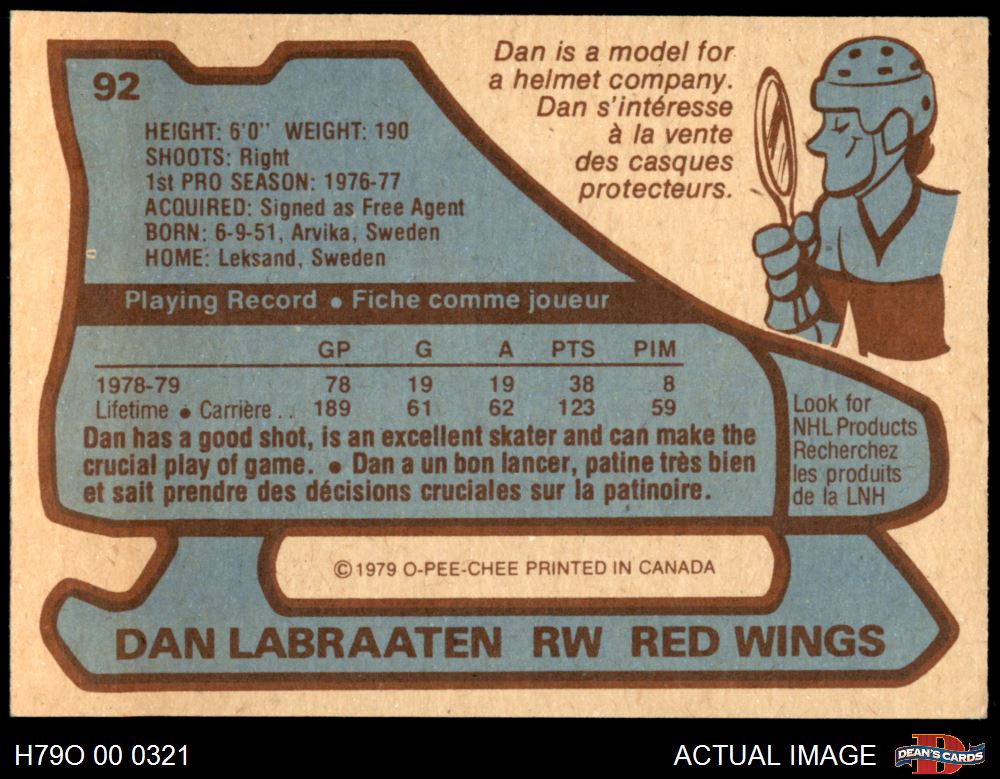 92
HEIGHT: 6'0" WEIGHT: 190
SHOOTS: Right
1st PRO SEASON: 1976-77
ACQUIRED: Signed as Free Agent
BORN: 6-9-51, Arvika, Sweden
HOME: Leksand, Sweden
Dan is a model for
a helmet company.
Dan s'intéresse
à la vente
des casques
protecteurs.
Playing Record • Fiche comme joueur
GP G A PTS PIM
1978-79 78 19 19 38 8
Lifetime • Carrière . . 189 61 62 123 59
Dan has a good shot, is an excellent skater and can make the
crucial play of game. • Dan a un bon lancer, patine très bien
et sait prendre des décisions cruciales sur la patinoire.
Look for
NHL Products
Recherchez
les produits
de la LNH
©1979 O-PEE-CHEE PRINTED IN CANADA
DAN LABRAATEN RW RED WINGS
H79O 00 0321
ACTUAL IMAGE
D
DEAN'S CARDS